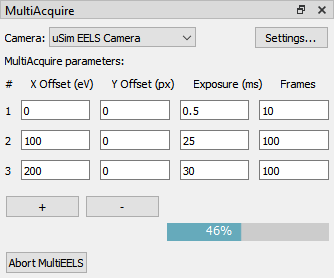 MultiAcquire
Camera: uSim EELS Camera Settings...
MultiAcquire parameters:
# X Offset (eV) Y Offset (px) Exposure (ms) Frames
1 0 0 0.5 10
2 100 0 25 100
3 200 0 30 100
+ -
46%
Abort MultiEELS